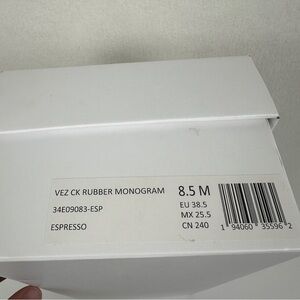 VEZ CK RUBBER MONOGRAM 8.5 M
34E09083-ESP EU 38.5
MX 25.5
ESPRESSO CN 240
1 94060 35596 2